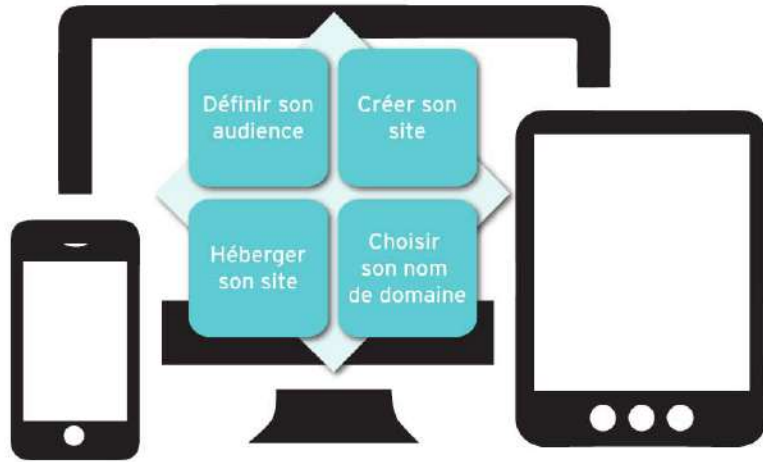 Définir son
audience
Créer son
site
Héberger
son site
Choisir
son nom
de domaine